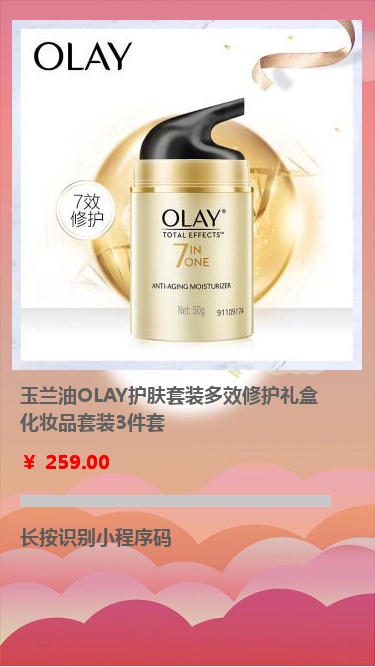 OLAY
7效
修护
OLAY®
TOTAL EFFECTS™
7 IN
ONE
ANTI-AGING MOISTURIZER
Net: 50g
91109174
玉兰油OLAY护肤套装多效修护礼盒
化妆品套装3件套
¥ 259.00
长按识别小程序码